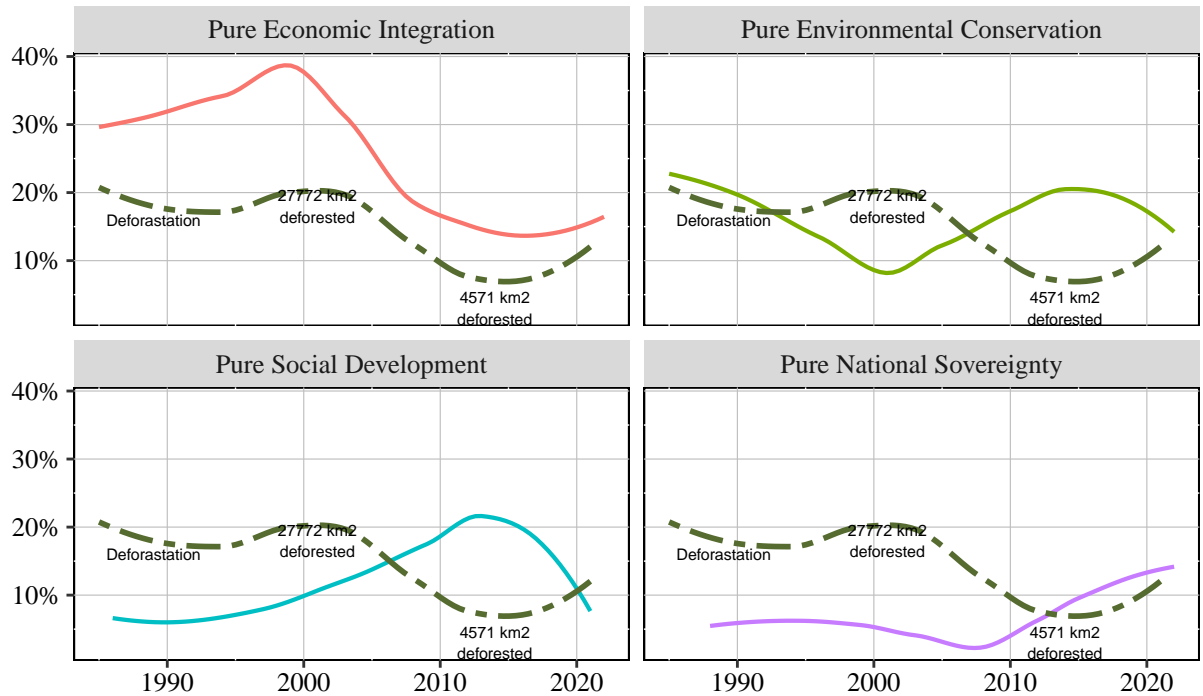 Pure Economic Integration
Pure Environmental Conservation
40%
30%
20%
10%
27772 km2
deforested
Deforastation
4571 km2
deforested
27772 km2
deforested
Deforastation
4571 km2
deforested
Pure Social Development
Pure National Sovereignty
40%
30%
20%
10%
27772 km2
deforested
Deforastation
4571 km2
deforested
27772 km2
deforested
Deforastation
4571 km2
deforested
1990 2000 2010 2020
1990 2000 2010 2020